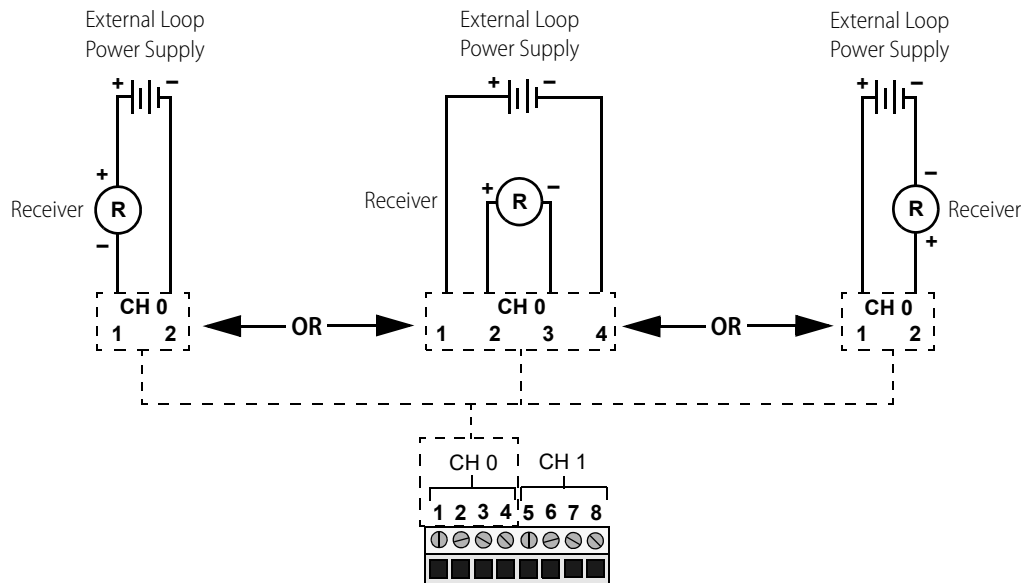 External Loop
Power Supply
+ −
+
Receiver R
−
CH 0
1 2
OR
External Loop
Power Supply
+ −
Receiver + R −
CH 0
1 2 3 4
OR
External Loop
Power Supply
+ −
−
R Receiver
+
CH 0
1 2
CH 0 CH 1
1 2 3 4 5 6 7 8